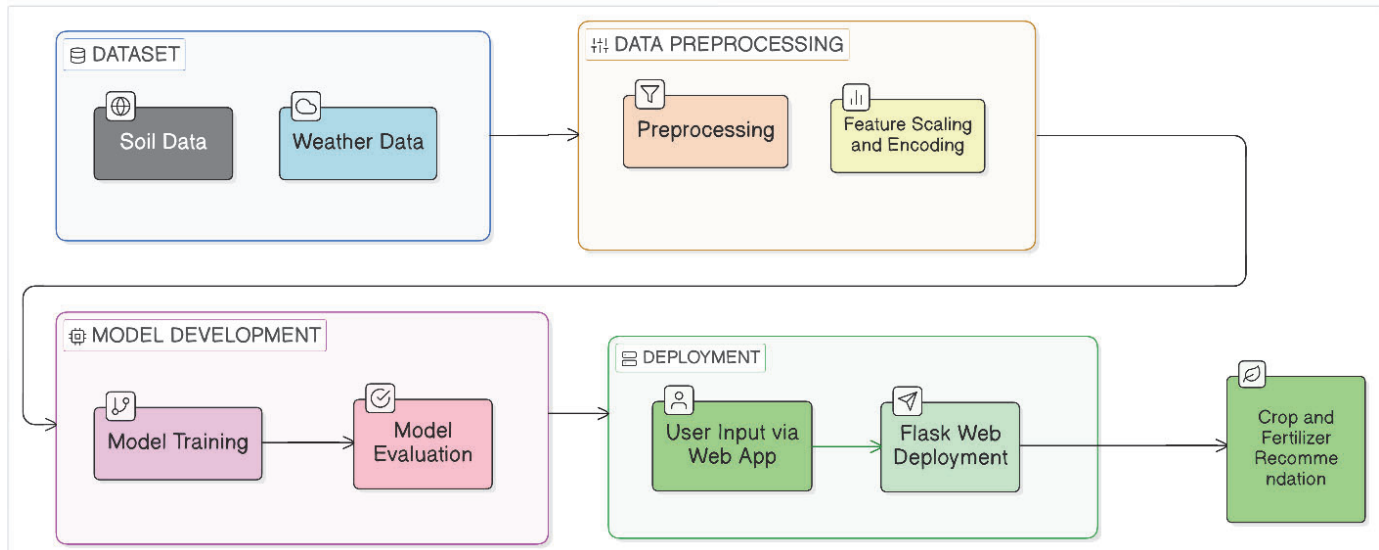 DATASET
Soil Data
Weather Data
DATA PREPROCESSING
Preprocessing
Feature Scaling
and Encoding
MODEL DEVELOPMENT
Model Training
Model
Evaluation
DEPLOYMENT
User Input via
Web App
Flask Web
Deployment
Crop and
Fertilizer
Recomme
ndation